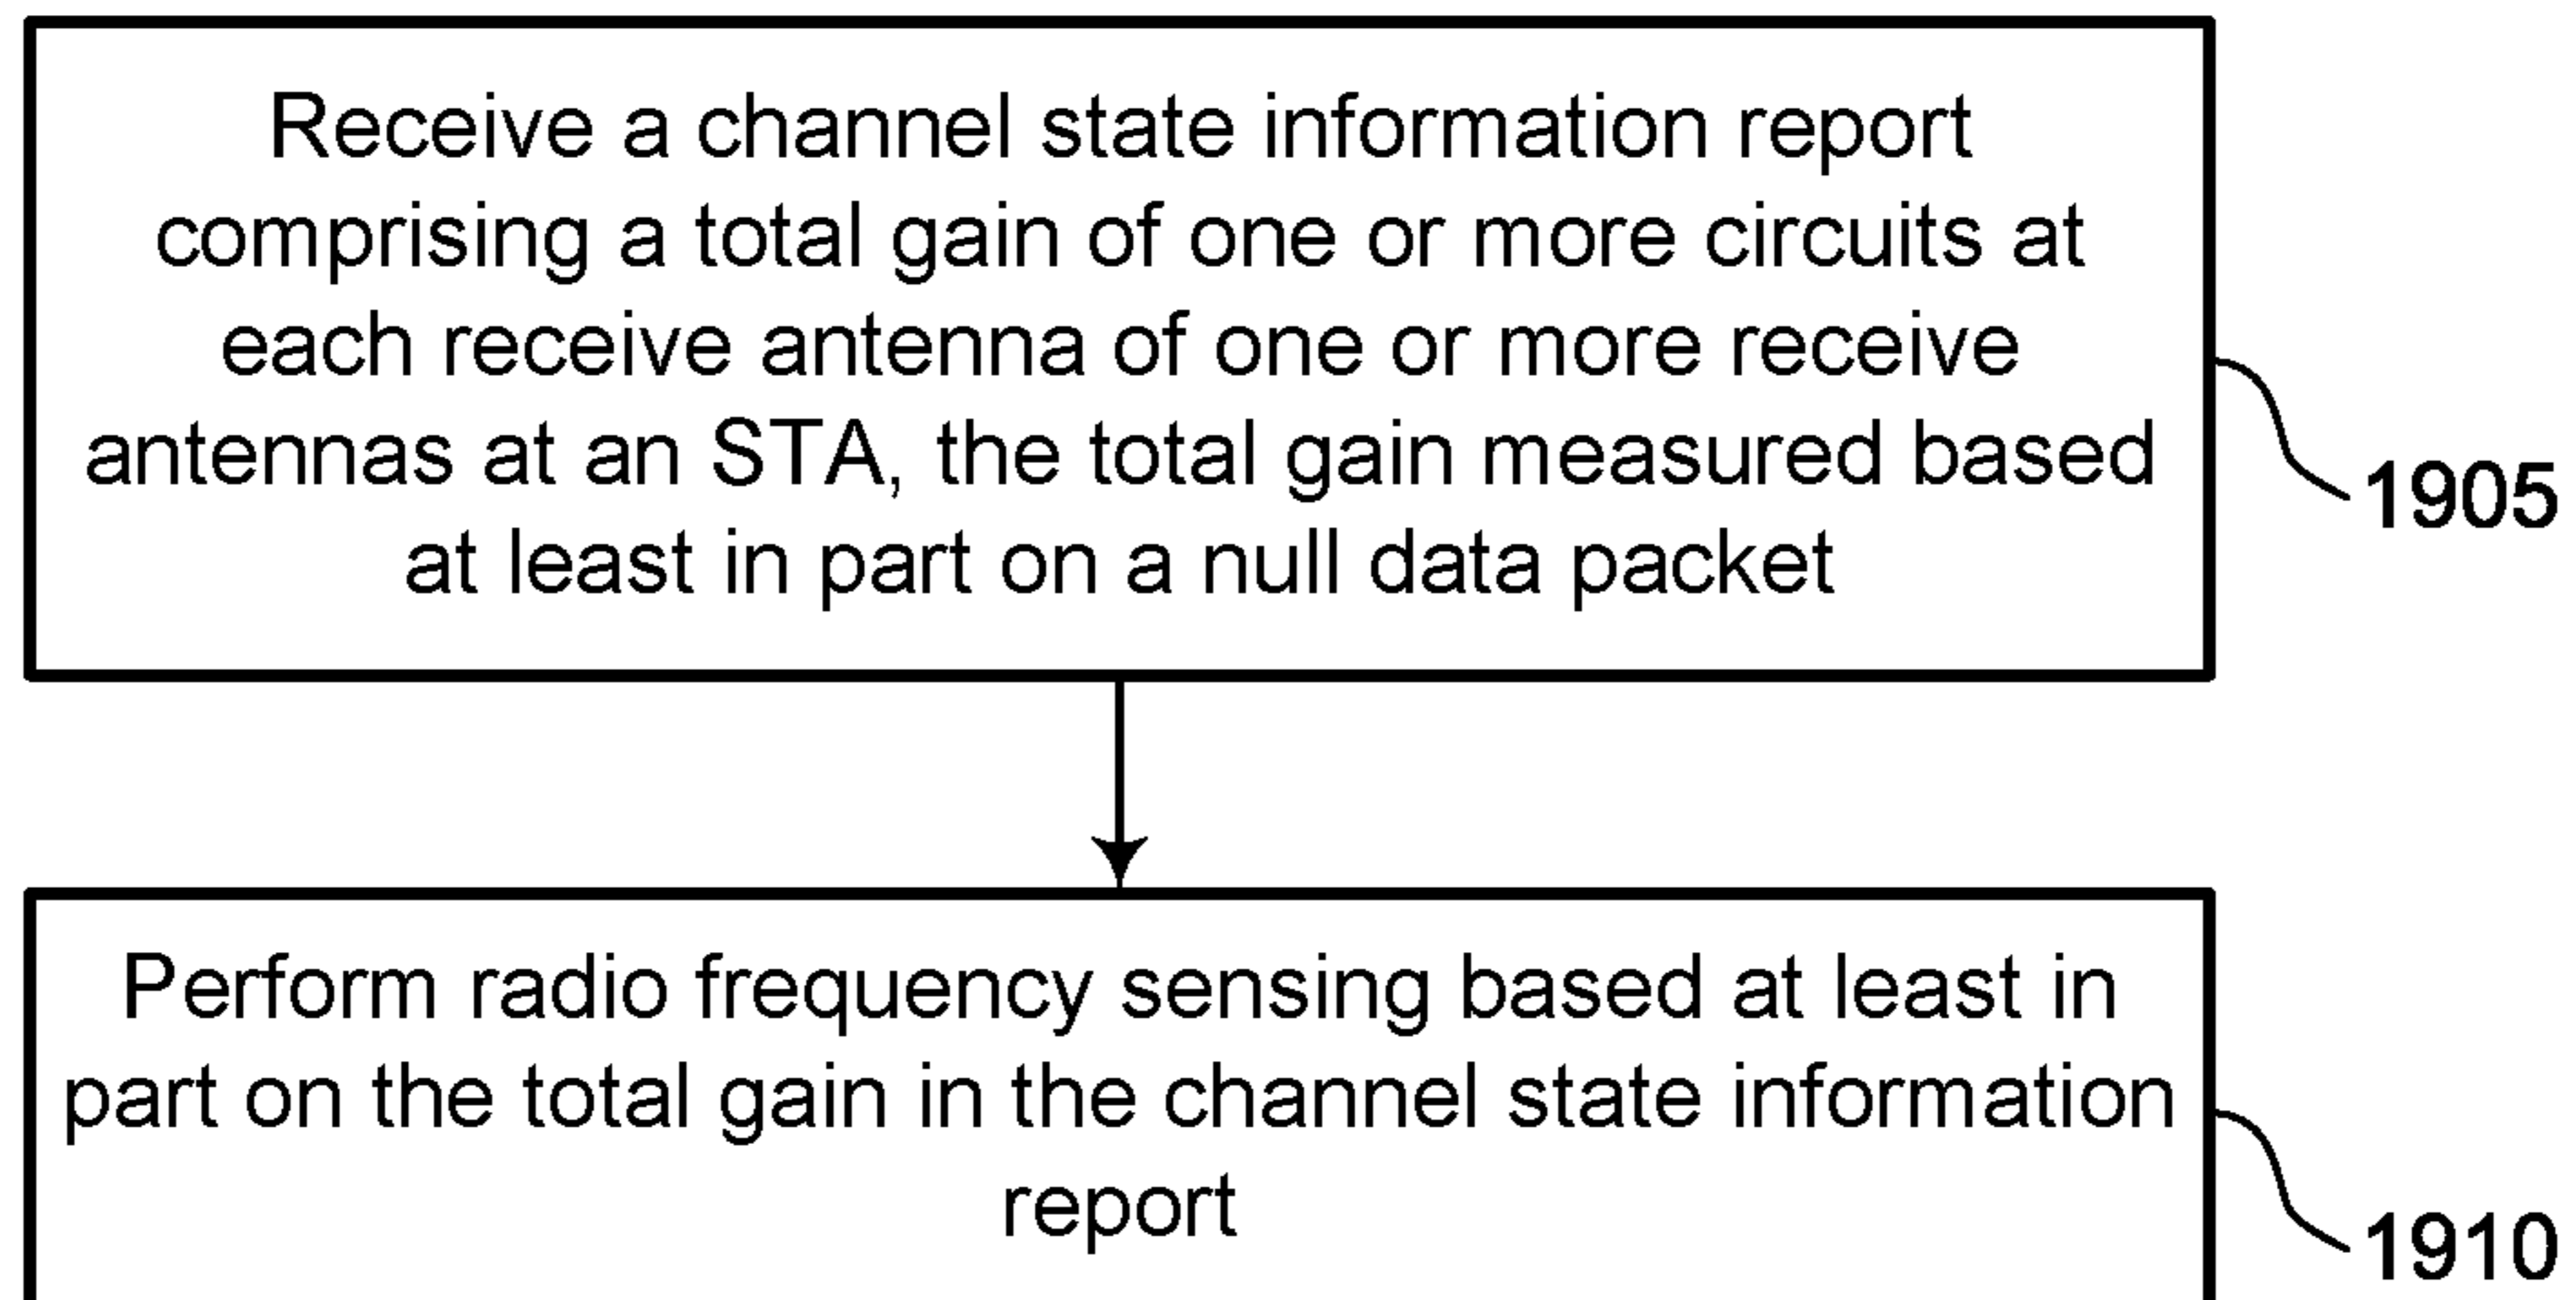 Receive a channel state information report
comprising a total gain of one or more circuits at
each receive antenna of one or more receive
antennas at an STA, the total gain measured based
at least in part on a null data packet
1905
Perform radio frequency sensing based at least in
part on the total gain in the channel state information
report
1910